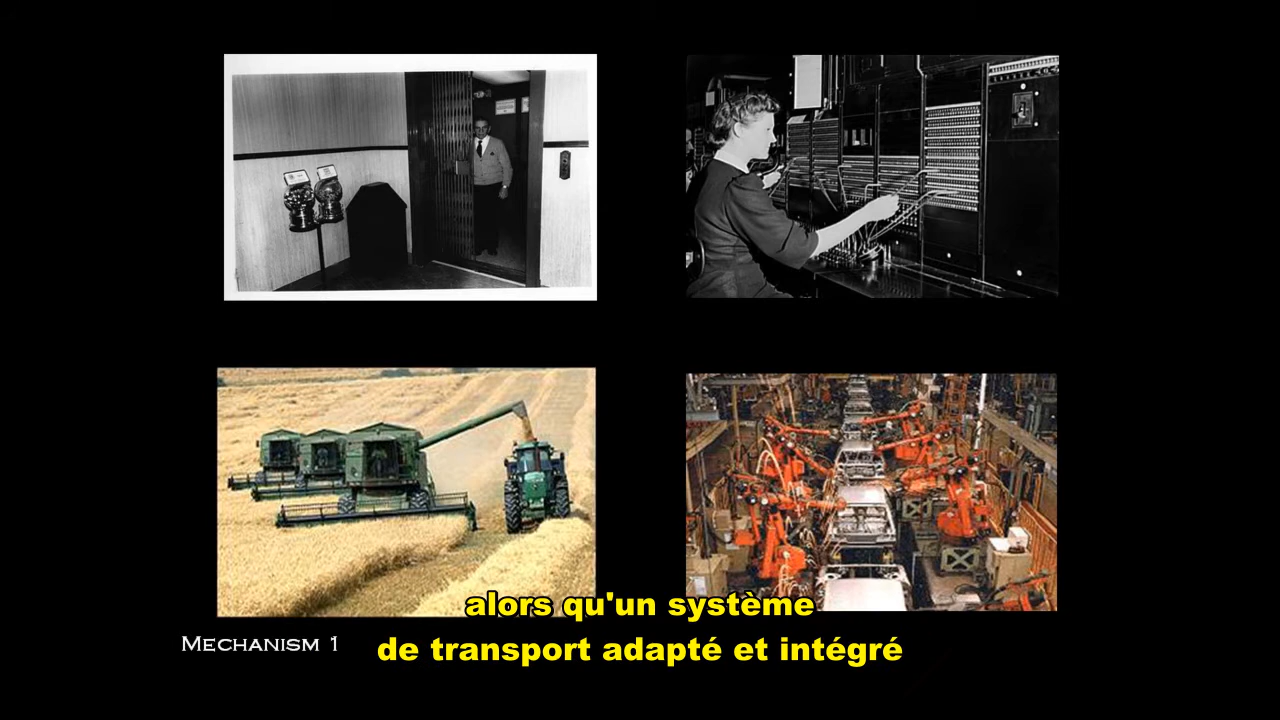 alors qu'un système
de transport adapté et intégré
Mechanism 1